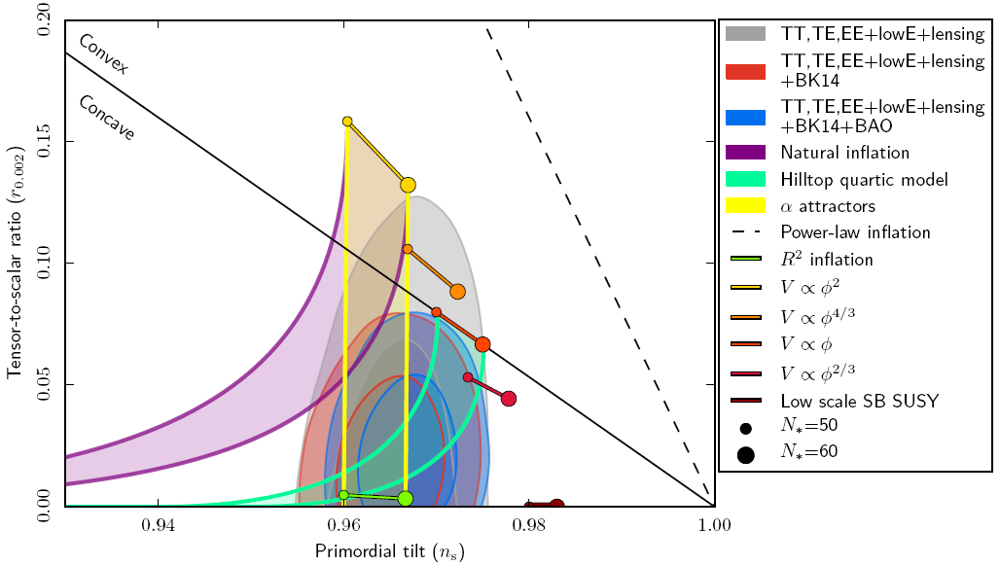 0.20
0.15
0.10
0.05
0.00
Tensor-to-scalar ratio (r0.002)
Convex
Concave
0.94
0.96
0.98
1.00
Primordial tilt (ns)
TT,TE,EE+lowE+lensing
TT,TE,EE+lowE+lensing
+BK14
TT,TE,EE+lowE+lensing
+BK14+BAO
Natural inflation
Hilltop quartic model
α attractors
Power-law inflation
R² inflation
V ∝ ϕ²
V ∝ ϕ^4/3
V ∝ ϕ
V ∝ ϕ^2/3
Low scale SB SUSY
N*=50
N*=60